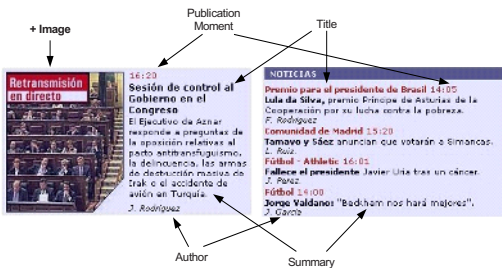 Publication
Moment
Title
+ Image
16:20
Sesión de control al
Gobierno en el
Congreso
El Ejecutivo de Aznar
responde a preguntas de
la oposición relativas al
pacto antitransfuguismo,
la delincuencia, las armas
de destrucción masiva de
Irak o el accidente de
avión en Turquía.
J. Rodriguez
Retransmisión
en directo
NOTICIAS
Premio para el presidente de Brasil 14:05
Lula da Silva, premio Príncipe de Asturias de la
Cooperación por su lucha contra la pobreza.
F. Rodriguez
Comunidad de Madrid 15:20
Tamayo y Sáez anuncian que votarán a Simancas.
L. Ruiz
Fútbol - Athletic 16:01
Fallece el presidente Javier Uria tras un cáncer.
J. Perez
Fútbol 14:00
Jorge Valdano: "Beckham nos hará mejores".
J. García
Author
Summary